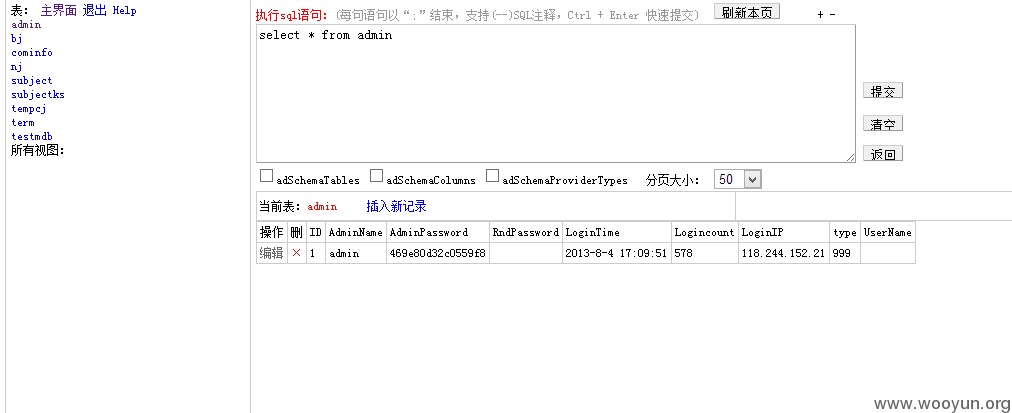 表： 主界面 退出 Help
admin
bj
cominfo
nj
subject
subjectks
tempcj
term
testmdb
所有视图：
执行sql语句：(每句语句以“;”结束，支持(--)SQL注释，Ctrl + Enter 快速提交) 刷新本页 + -
select * from admin
提交
清空
返回
adSchemaTables adSchemaColumns adSchemaProviderTypes 分页大小： 50
当前表：admin 插入新记录
操作 删 ID AdminName AdminPassword RndPassword LoginTime Logincount LoginIP type UserName
编辑 × 1 admin 469e80d32c0559f8 2013-8-4 17:09:51 578 118.244.152.21 999
www.wooyun.org